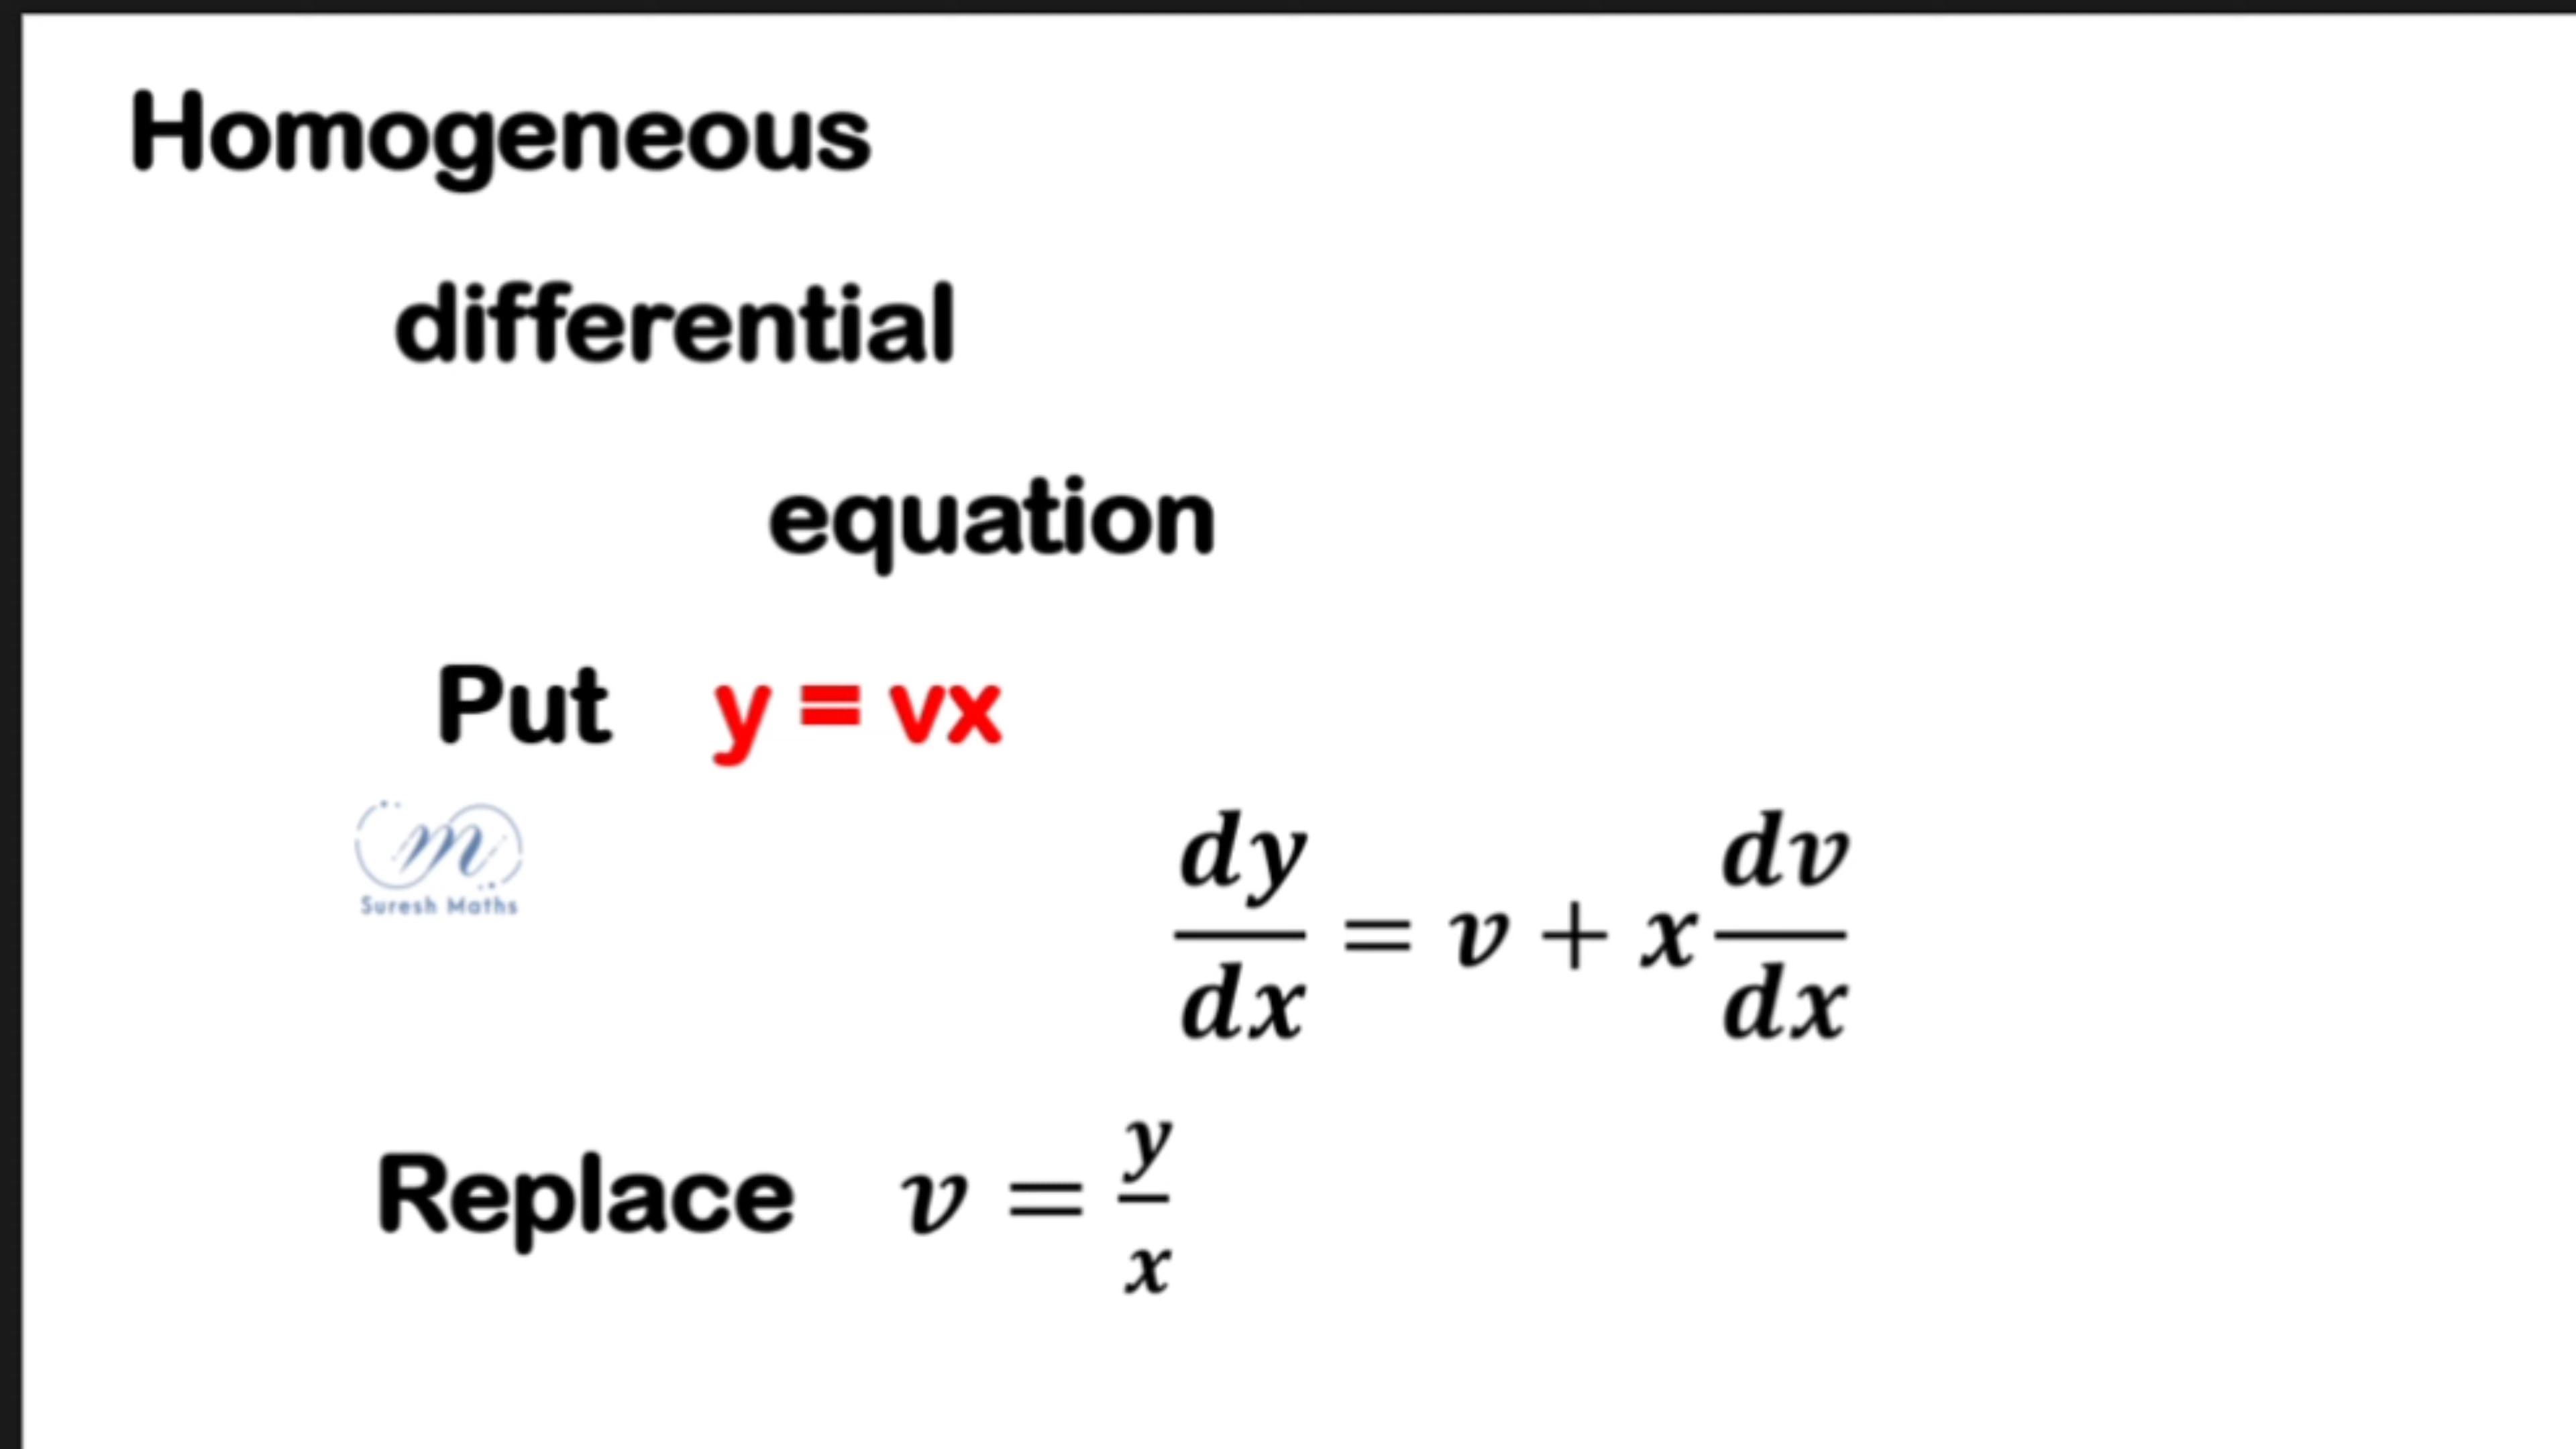 Homogeneous
differential
equation
Put y = vx
Suresh Maths
dy/dx = v + x dv/dx
Replace v = y/x